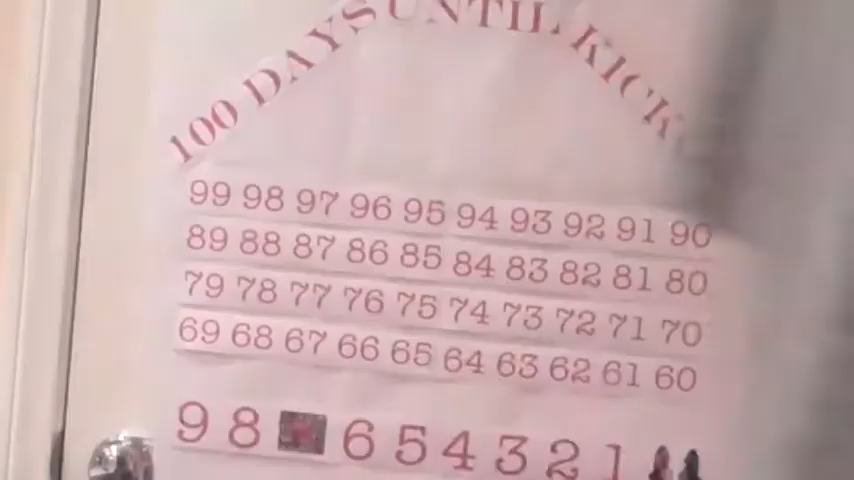 100 DAYS UNTIL KICK
99 98 97 96 95 94 93 92 91 90
89 88 87 86 85 84 83 82 81 80
79 78 77 76 75 74 73 72 71 70
69 68 67 66 65 64 63 62 61 60
9 8 6 5 4 3 2 1